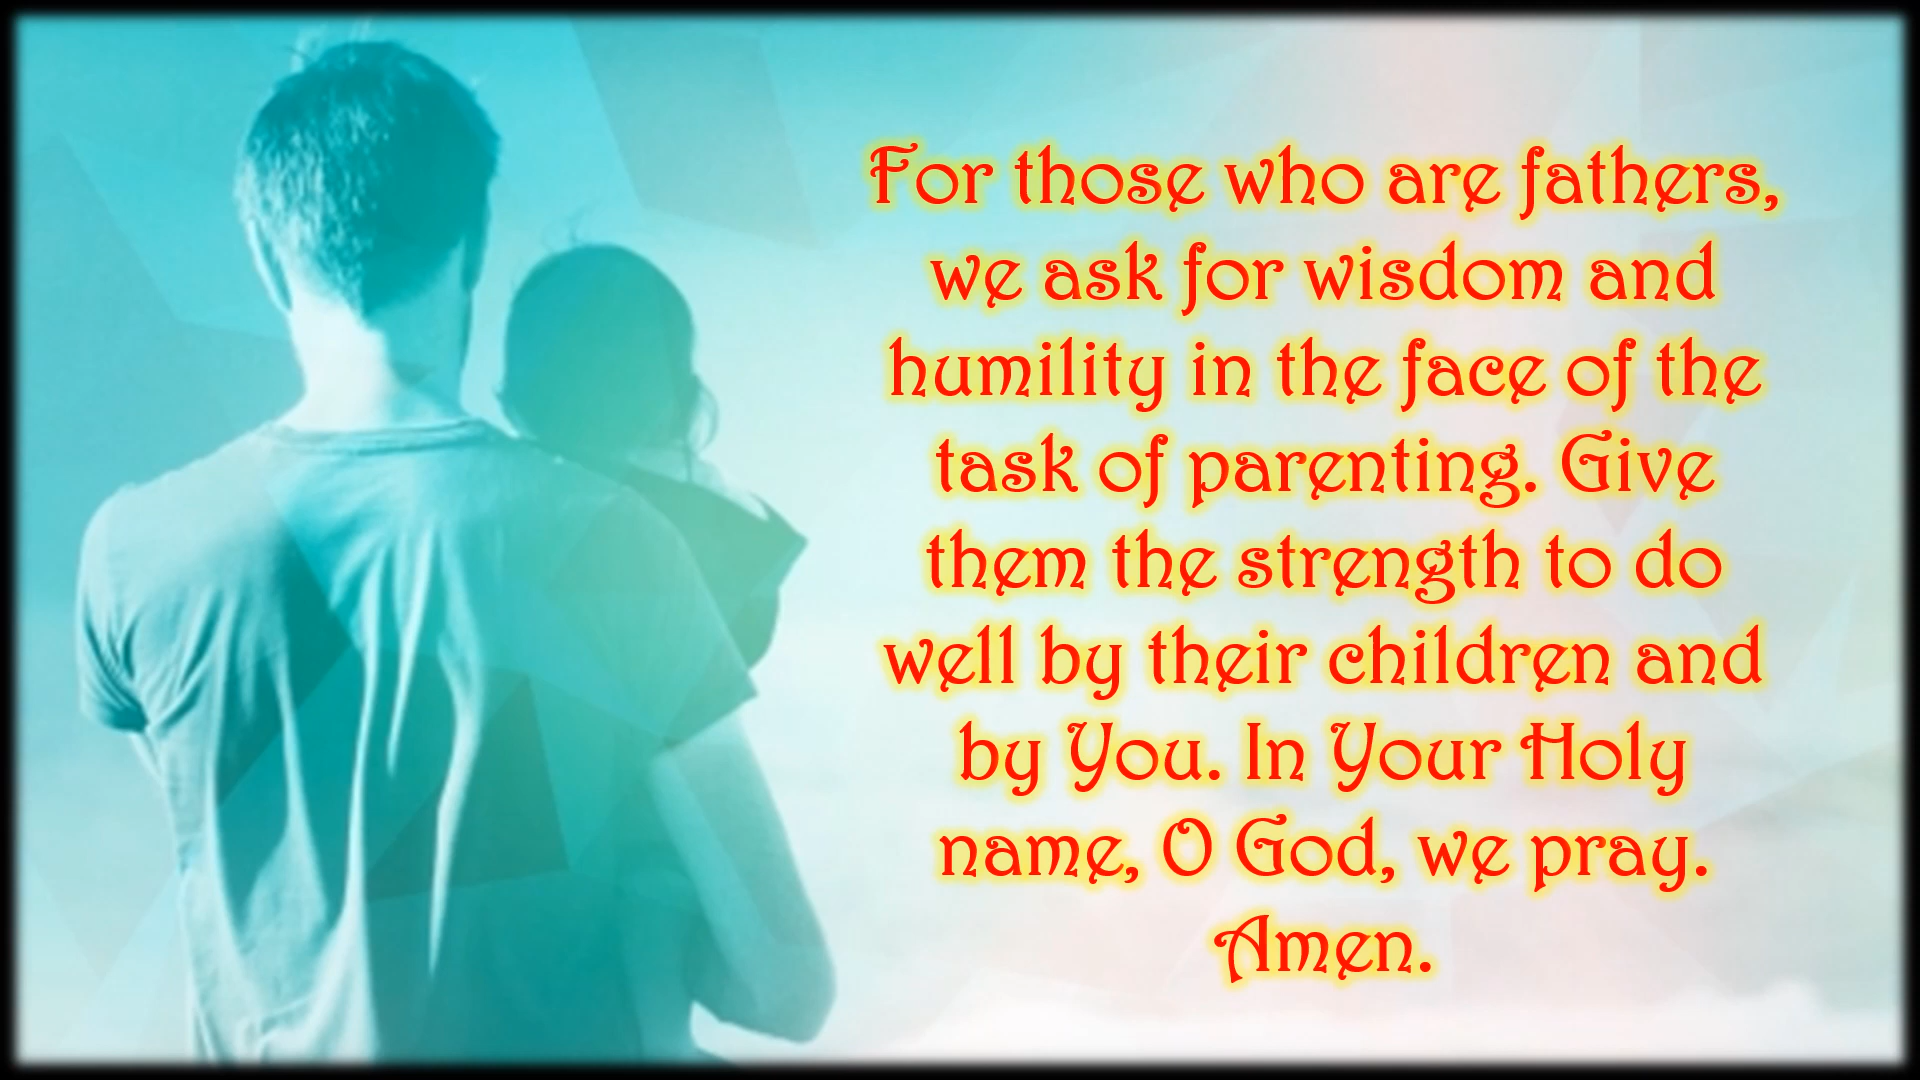 For those who are fathers,
we ask for wisdom and
humility in the face of the
task of parenting. Give
them the strength to do
well by their children and
by You. In Your Holy
name, O God, we pray.
Amen.